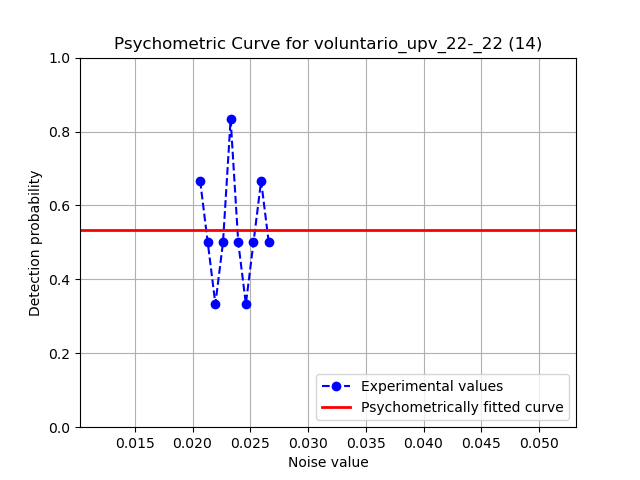 Psychometric Curve for voluntario_upv_22-_22 (14)
1.0
0.8
0.6
0.4
0.2
0.0
Detection probability
0.015 0.020 0.025 0.030 0.035 0.040 0.045 0.050
Noise value
Experimental values
Psychometrically fitted curve